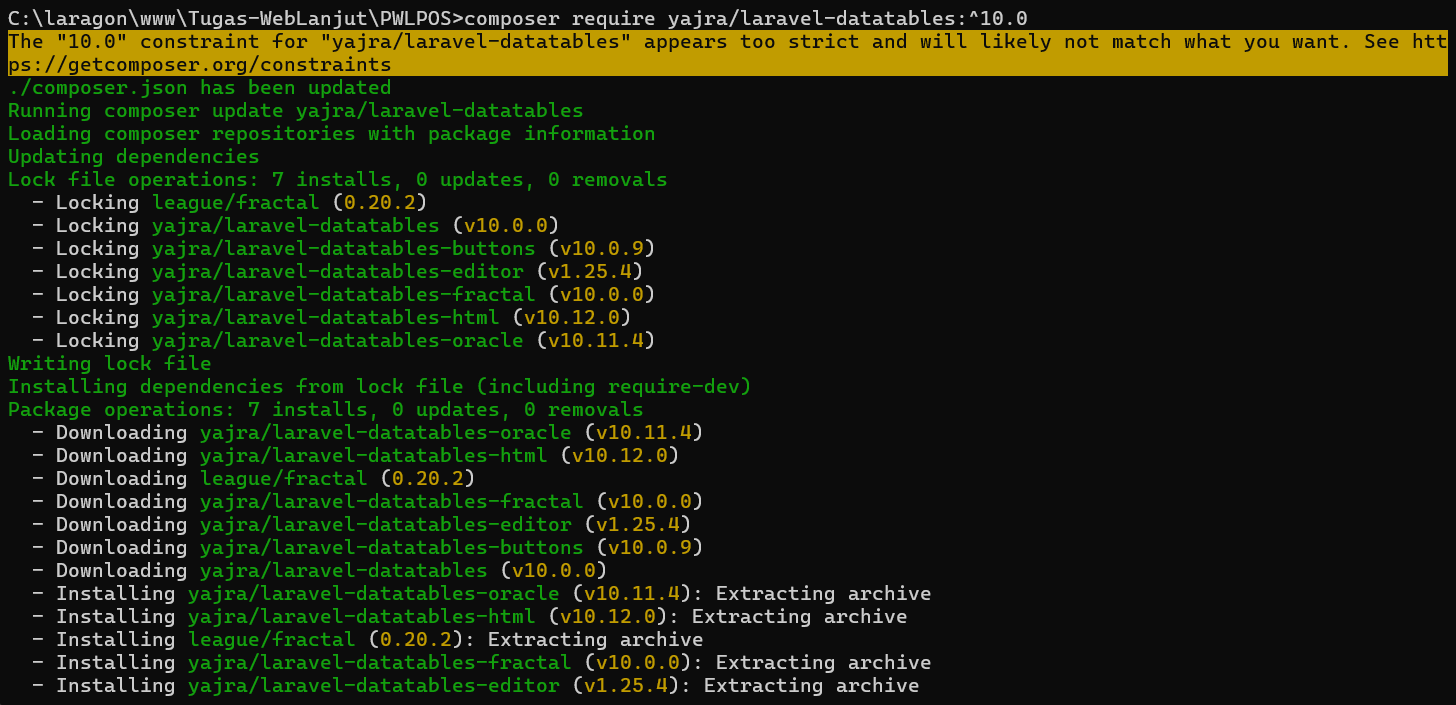 C:\laragon\www\Tugas-WebLanjut\PWLPOS>composer require yajra/laravel-datatables:^10.0
The "10.0" constraint for "yajra/laravel-datatables" appears too strict and will likely not match what you want. See htt
ps://getcomposer.org/constraints
./composer.json has been updated
Running composer update yajra/laravel-datatables
Loading composer repositories with package information
Updating dependencies
Lock file operations: 7 installs, 0 updates, 0 removals
  - Locking league/fractal (0.20.2)
  - Locking yajra/laravel-datatables (v10.0.0)
  - Locking yajra/laravel-datatables-buttons (v10.0.9)
  - Locking yajra/laravel-datatables-editor (v1.25.4)
  - Locking yajra/laravel-datatables-fractal (v10.0.0)
  - Locking yajra/laravel-datatables-html (v10.12.0)
  - Locking yajra/laravel-datatables-oracle (v10.11.4)
Writing lock file
Installing dependencies from lock file (including require-dev)
Package operations: 7 installs, 0 updates, 0 removals
  - Downloading yajra/laravel-datatables-oracle (v10.11.4)
  - Downloading yajra/laravel-datatables-html (v10.12.0)
  - Downloading league/fractal (0.20.2)
  - Downloading yajra/laravel-datatables-fractal (v10.0.0)
  - Downloading yajra/laravel-datatables-editor (v1.25.4)
  - Downloading yajra/laravel-datatables-buttons (v10.0.9)
  - Downloading yajra/laravel-datatables (v10.0.0)
  - Installing yajra/laravel-datatables-oracle (v10.11.4): Extracting archive
  - Installing yajra/laravel-datatables-html (v10.12.0): Extracting archive
  - Installing league/fractal (0.20.2): Extracting archive
  - Installing yajra/laravel-datatables-fractal (v10.0.0): Extracting archive
  - Installing yajra/laravel-datatables-editor (v1.25.4): Extracting archive